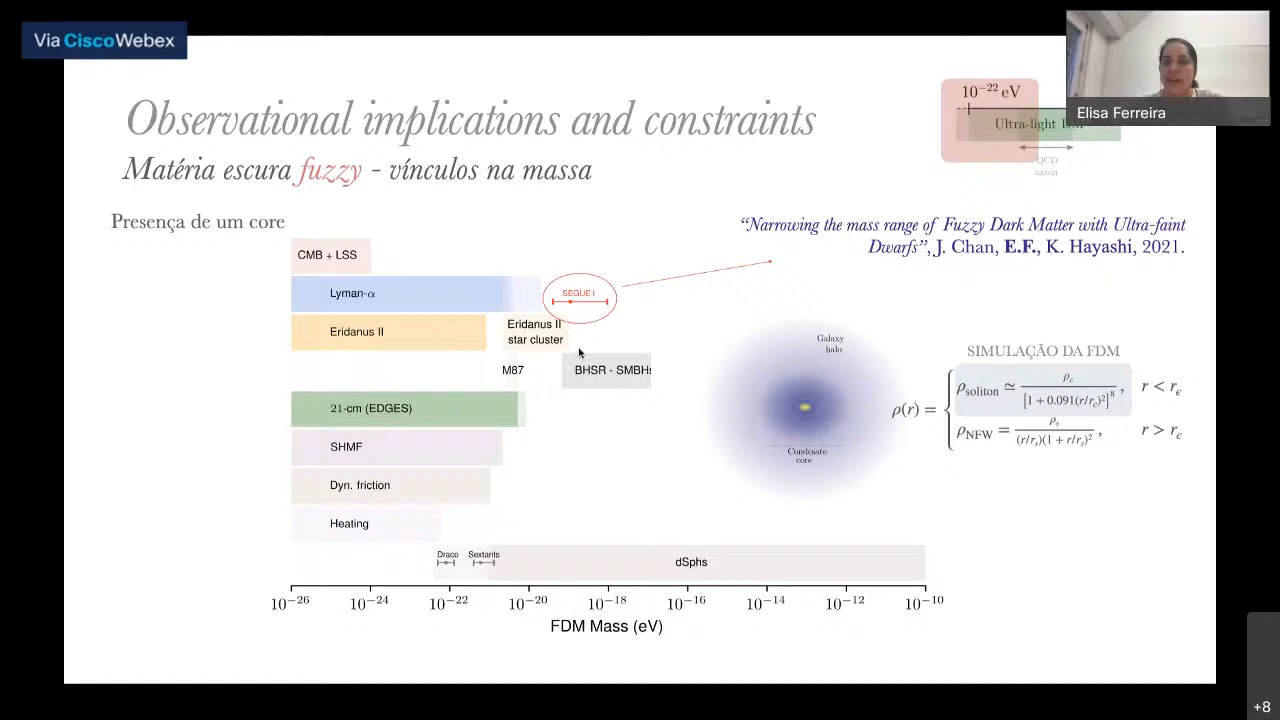 Via Cisco Webex
Elisa Ferreira
Observational implications and constraints
Matéria escura fuzzy - vínculos na massa
10⁻²² eV
Ultra-light
QCD
axion
Presença de um core
“Narrowing the mass range of Fuzzy Dark Matter with Ultra-faint
Dwarfs”, J. Chan, E.F., K. Hayashi, 2021.
CMB + LSS
Lyman-α
SEGUE I
Eridanus II
Eridanus II
star cluster
M87
BHSR - SMBHs
21-cm (EDGES)
SHMF
Dyn. friction
Heating
Draco
Sextants
dSphs
10⁻²⁶ 10⁻²⁴ 10⁻²² 10⁻²⁰ 10⁻¹⁸ 10⁻¹⁶ 10⁻¹⁴ 10⁻¹² 10⁻¹⁰
FDM Mass (eV)
Galaxy
halo
Condesate
core
SIMULAÇÃO DA FDM
ρ(r) = { ρ_soliton ≃ ρ_c / [1 + 0.091(r/r_c)²]⁸ , r < r_ϵ
ρ_NFW = ρ_s / (r/r_s)(1 + r/r_s)² , r > r_ϵ
+8